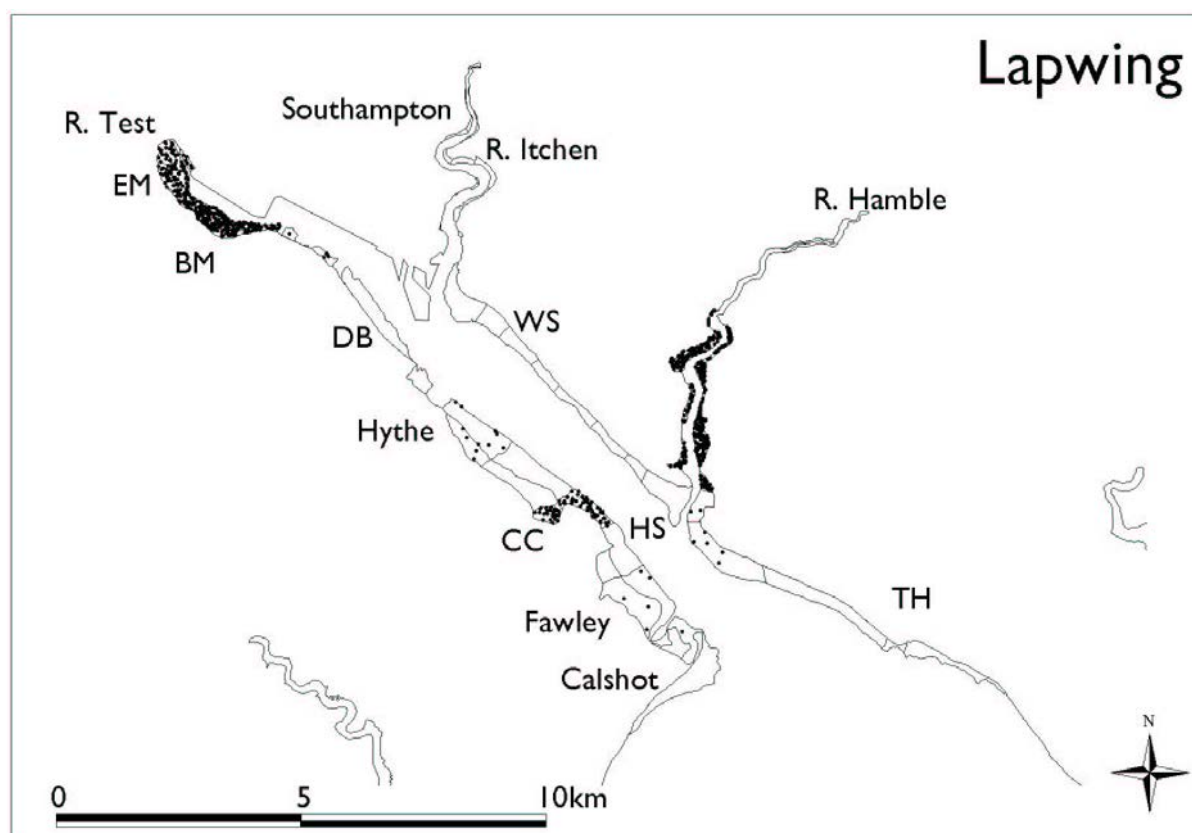 Lapwing
Southampton
R. Test
R. Itchen
EM
R. Hamble
BM
WS
DB
Hythe
CC
HS
TH
Fawley
Calshot
N
0 5 10km